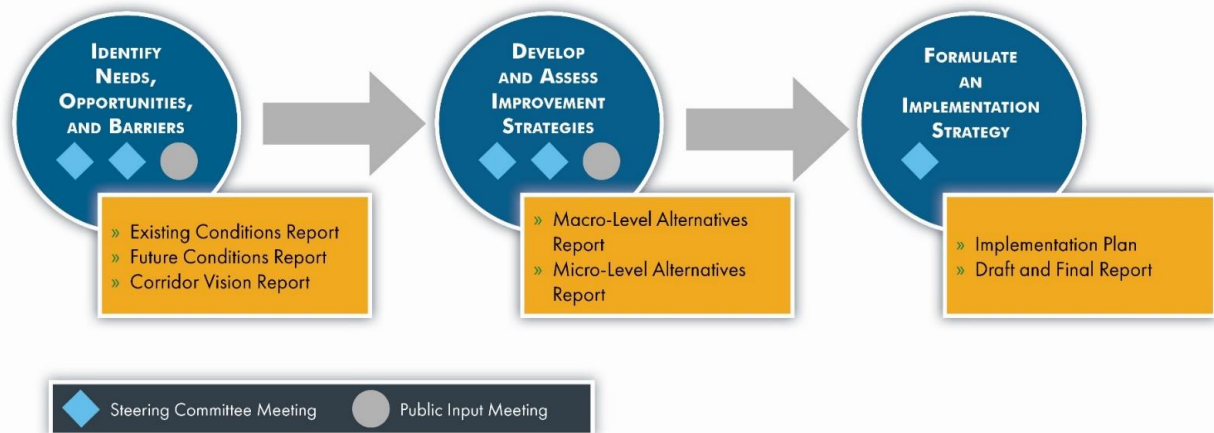 IDENTIFY
NEEDS,
OPPORTUNITIES,
AND BARRIERS
» Existing Conditions Report
» Future Conditions Report
» Corridor Vision Report
DEVELOP
AND ASSESS
IMPROVEMENT
STRATEGIES
» Macro-Level Alternatives
Report
» Micro-Level Alternatives
Report
FORMULATE
AN
IMPLEMENTATION
STRATEGY
» Implementation Plan
» Draft and Final Report
Steering Committee Meeting
Public Input Meeting